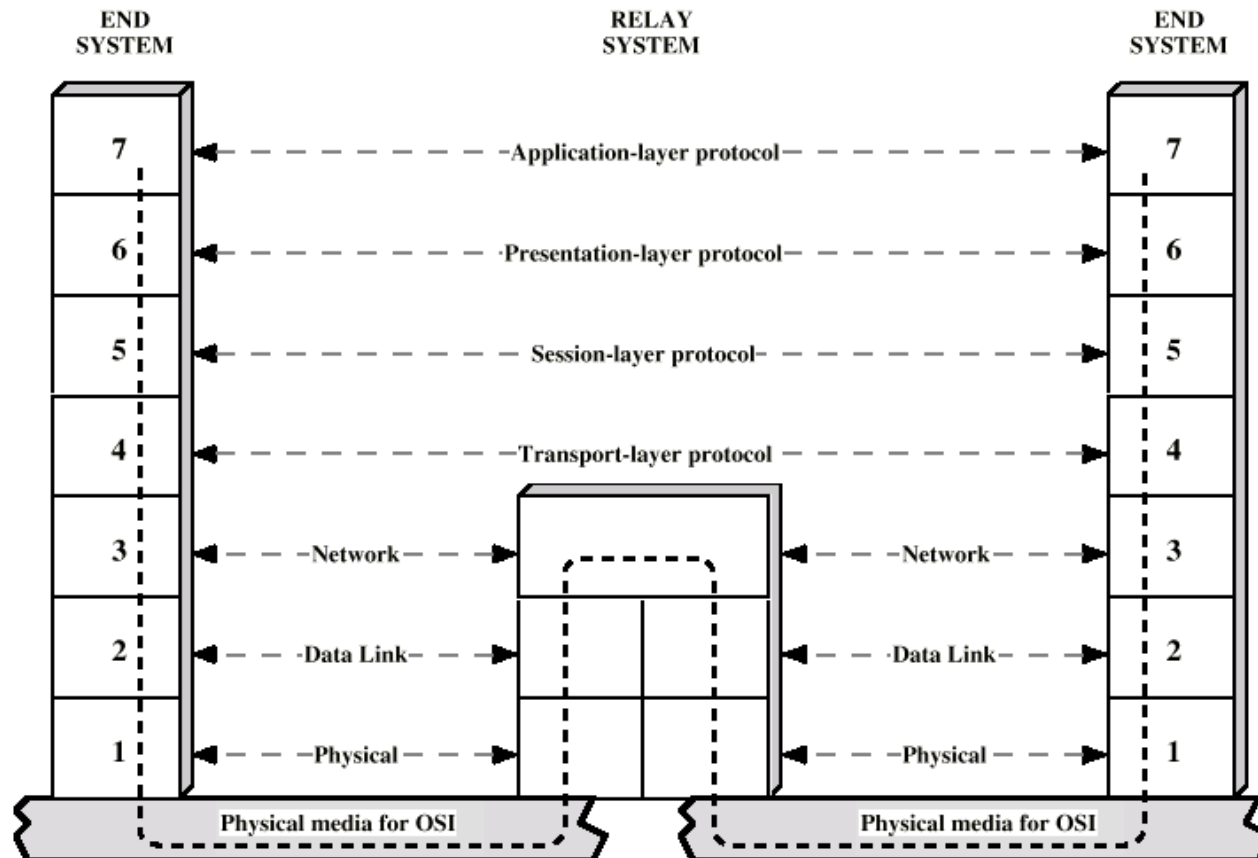 END
SYSTEM
RELAY
SYSTEM
END
SYSTEM
7
Application-layer protocol
7
6
Presentation-layer protocol
6
5
Session-layer protocol
5
4
Transport-layer protocol
4
3
Network
Network
3
2
Data Link
Data Link
2
1
Physical
Physical
1
Physical media for OSI
Physical media for OSI